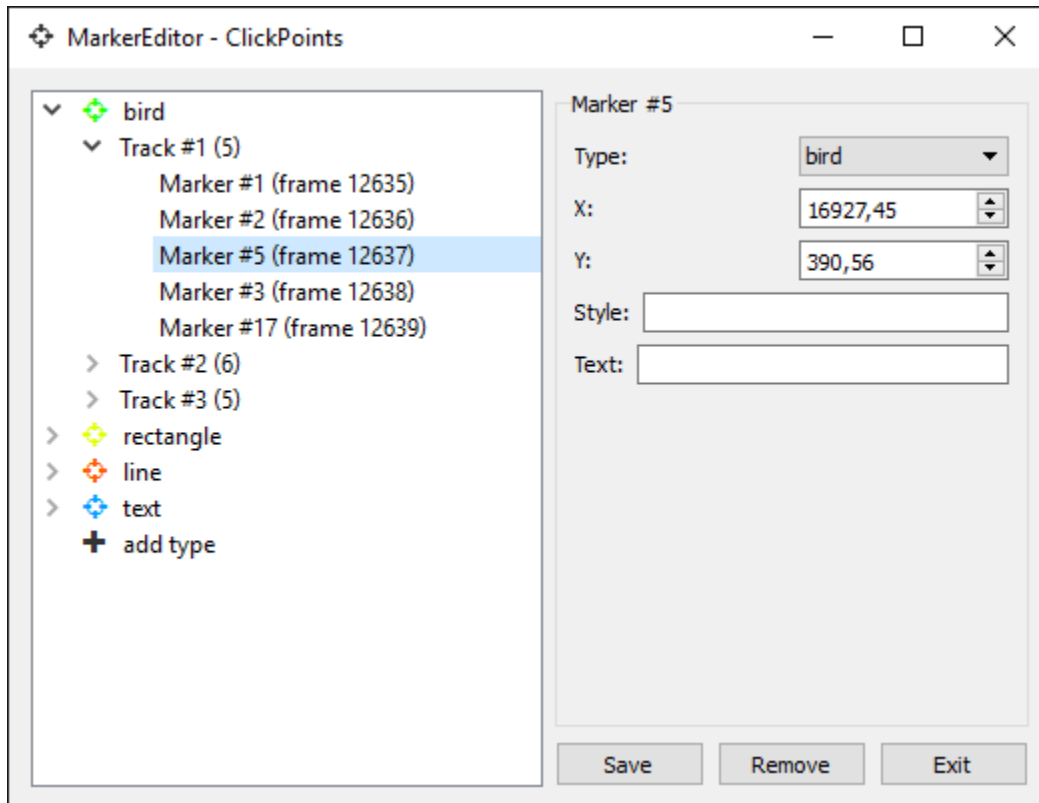 MarkerEditor - ClickPoints
bird
Track #1 (5)
Marker #1 (frame 12635)
Marker #2 (frame 12636)
Marker #5 (frame 12637)
Marker #3 (frame 12638)
Marker #17 (frame 12639)
Track #2 (6)
Track #3 (5)
rectangle
line
text
add type
Marker #5
Type: bird
X: 16927,45
Y: 390,56
Style:
Text:
Save Remove Exit